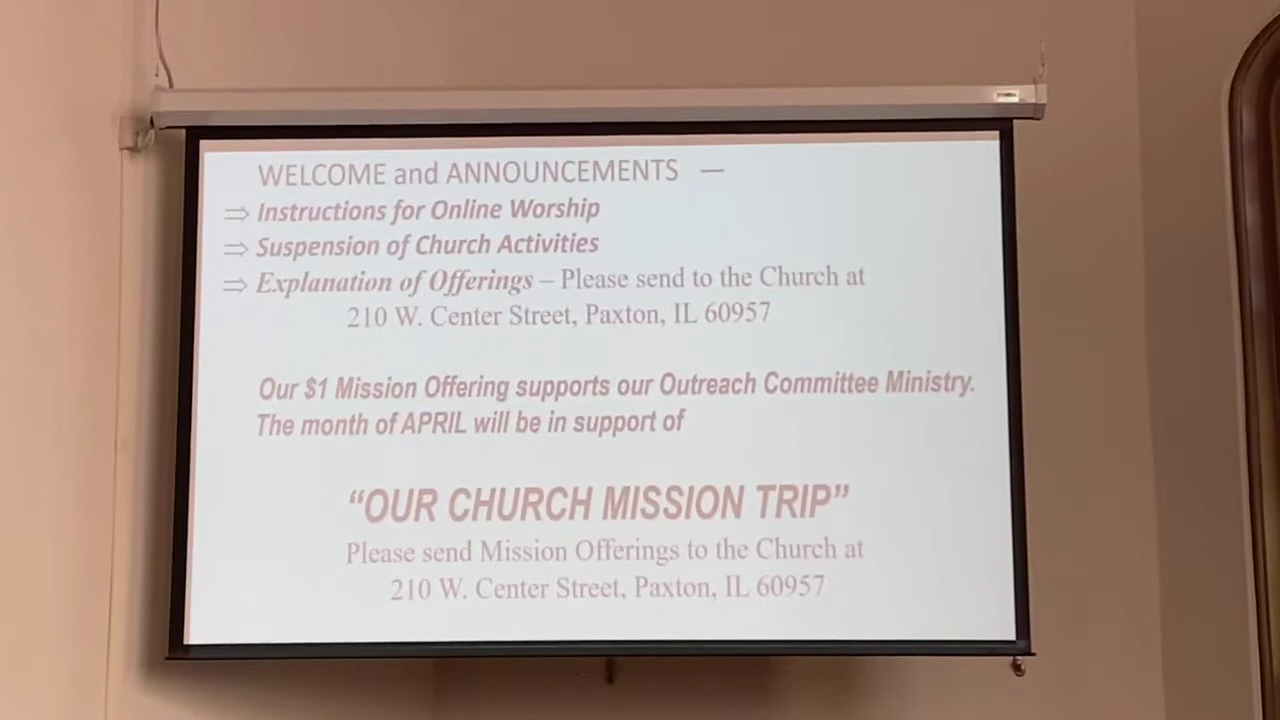 WELCOME and ANNOUNCEMENTS —
⇒ Instructions for Online Worship
⇒ Suspension of Church Activities
⇒ Explanation of Offerings – Please send to the Church at
210 W. Center Street, Paxton, IL 60957
Our $1 Mission Offering supports our Outreach Committee Ministry.
The month of APRIL will be in support of
“OUR CHURCH MISSION TRIP”
Please send Mission Offerings to the Church at
210 W. Center Street, Paxton, IL 60957